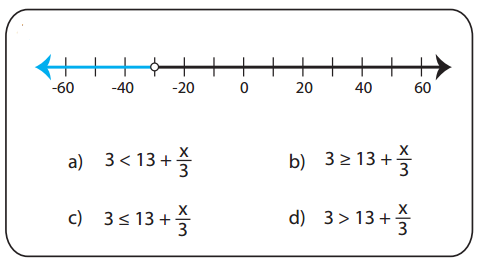 -60 -40 -20 0 20 40 60
a) 3 < 13 + x/3 b) 3 ≥ 13 + x/3
c) 3 ≤ 13 + x/3 d) 3 > 13 + x/3